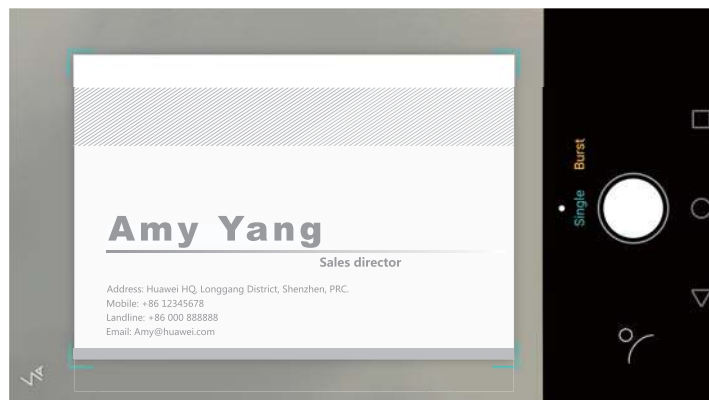 Amy Yang
Sales director
Address: Huawei HQ, Longgang District, Shenzhen, PRC.
Mobile: +86 12345678
Landline: +86 000 888888
Email: Amy@huawei.com
Single
Burst